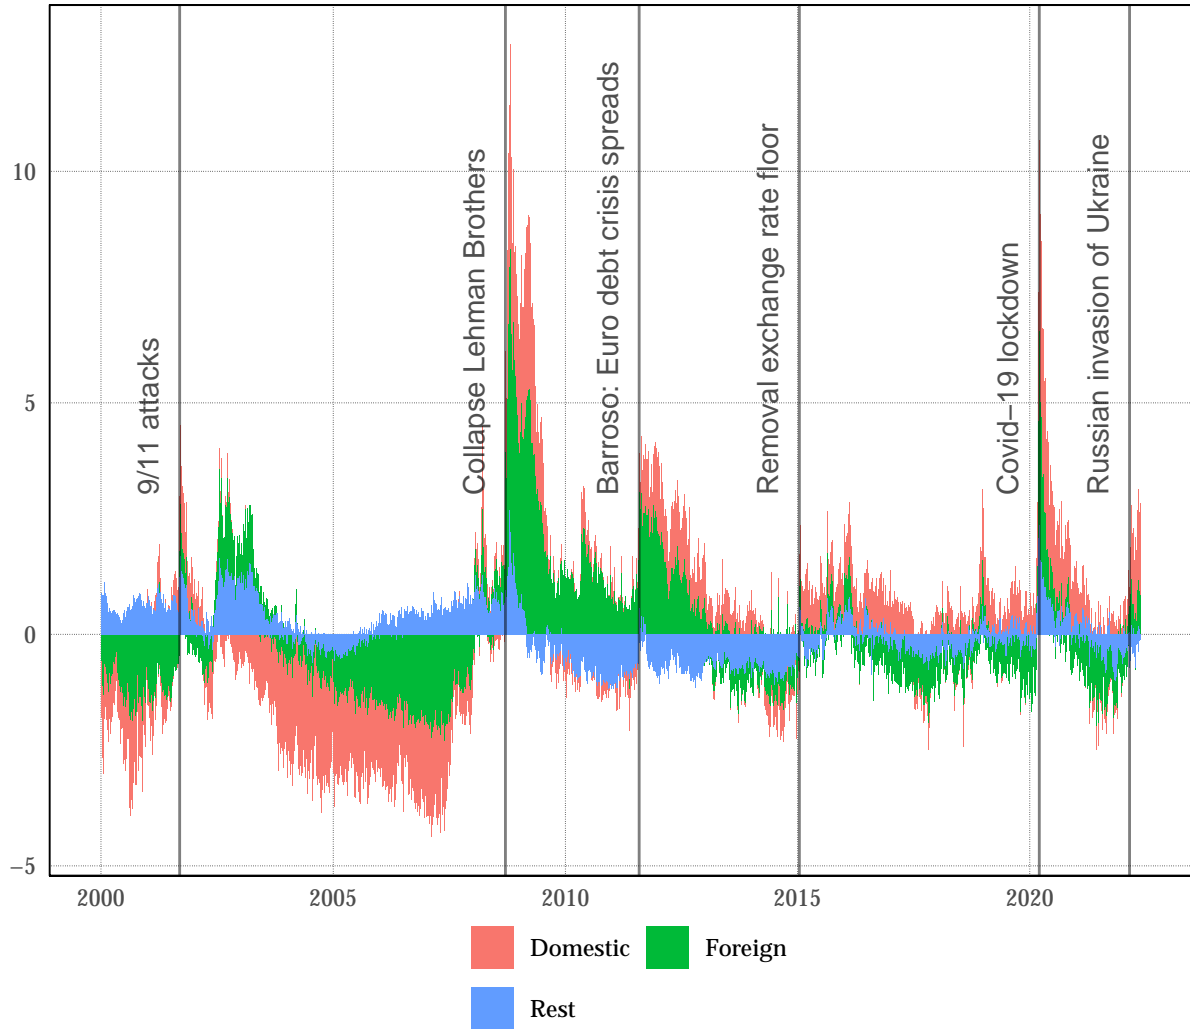 10
5
0
−5
9/11 attacks
Collapse Lehman Brothers
Barroso: Euro debt crisis spreads
Removal exchange rate floor
Covid−19 lockdown
Russian invasion of Ukraine
2000 2005 2010 2015 2020
Domestic Foreign
Rest